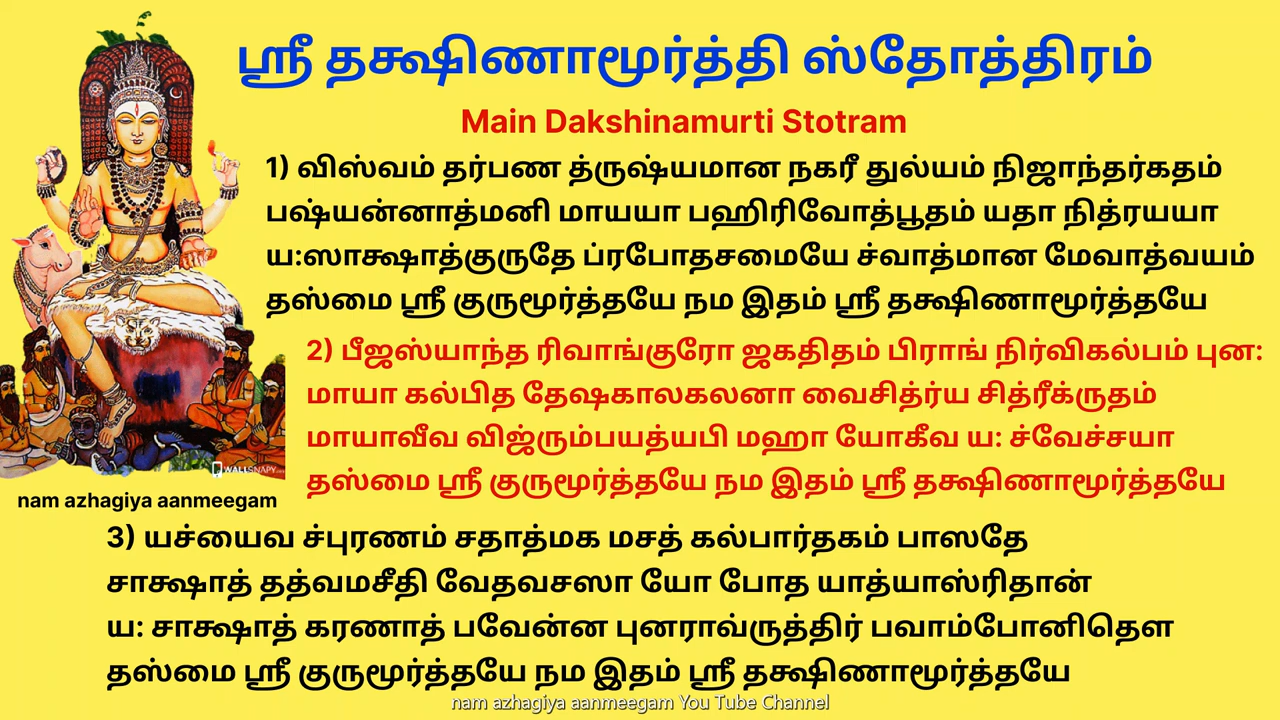 ஸ்ரீ தக்ஷிணாமூர்த்தி ஸ்தோத்திரம்
Main Dakshinamurti Stotram
1) விஸ்வம் தர்பண த்ருஷ்யமான நகரீ துல்யம் நிஜாந்தர்கதம்
பஷ்யன்னாத்மனி மாயயா பஹிரிவோத்பூதம் யதா நித்ரயயா
ய:ஸாக்ஷாத்குருதே ப்ரபோதசமையே ச்வாத்மான மேவாத்வயம்
தஸ்மை ஸ்ரீ குருமூர்த்தயே நம இதம் ஸ்ரீ தக்ஷிணாமூர்த்தயே
2) பீஜஸ்யாந்த ரிவாங்குரோ ஜகதிதம் பிராங் நிர்விகல்பம் புன:
மாயா கல்பித தேஷகாலகலனா வைசித்ர்ய சித்ரீக்ருதம்
மாயாவீவ விஜ்ரும்பயத்யபி மஹா யோகீவ ய: ச்வேச்சயா
தஸ்மை ஸ்ரீ குருமூர்த்தயே நம இதம் ஸ்ரீ தக்ஷிணாமூர்த்தயே
WALLSNAPY
nam azhagiya aanmeegam
3) யச்யைவ ச்புரணம் சதாத்மக மசத் கல்பார்தகம் பாஸதே
சாக்ஷாத் தத்வமசீதி வேதவசஸா யோ போத யாத்யாஸ்ரிதான்
ய: சாக்ஷாத் கரணாத் பவேன்ன புனராவ்ருத்திர் பவாம்போனிதௌ
தஸ்மை ஸ்ரீ குருமூர்த்தயே நம இதம் ஸ்ரீ தக்ஷிணாமூர்த்தயே
nam azhagiya aanmeegam You Tube Channel